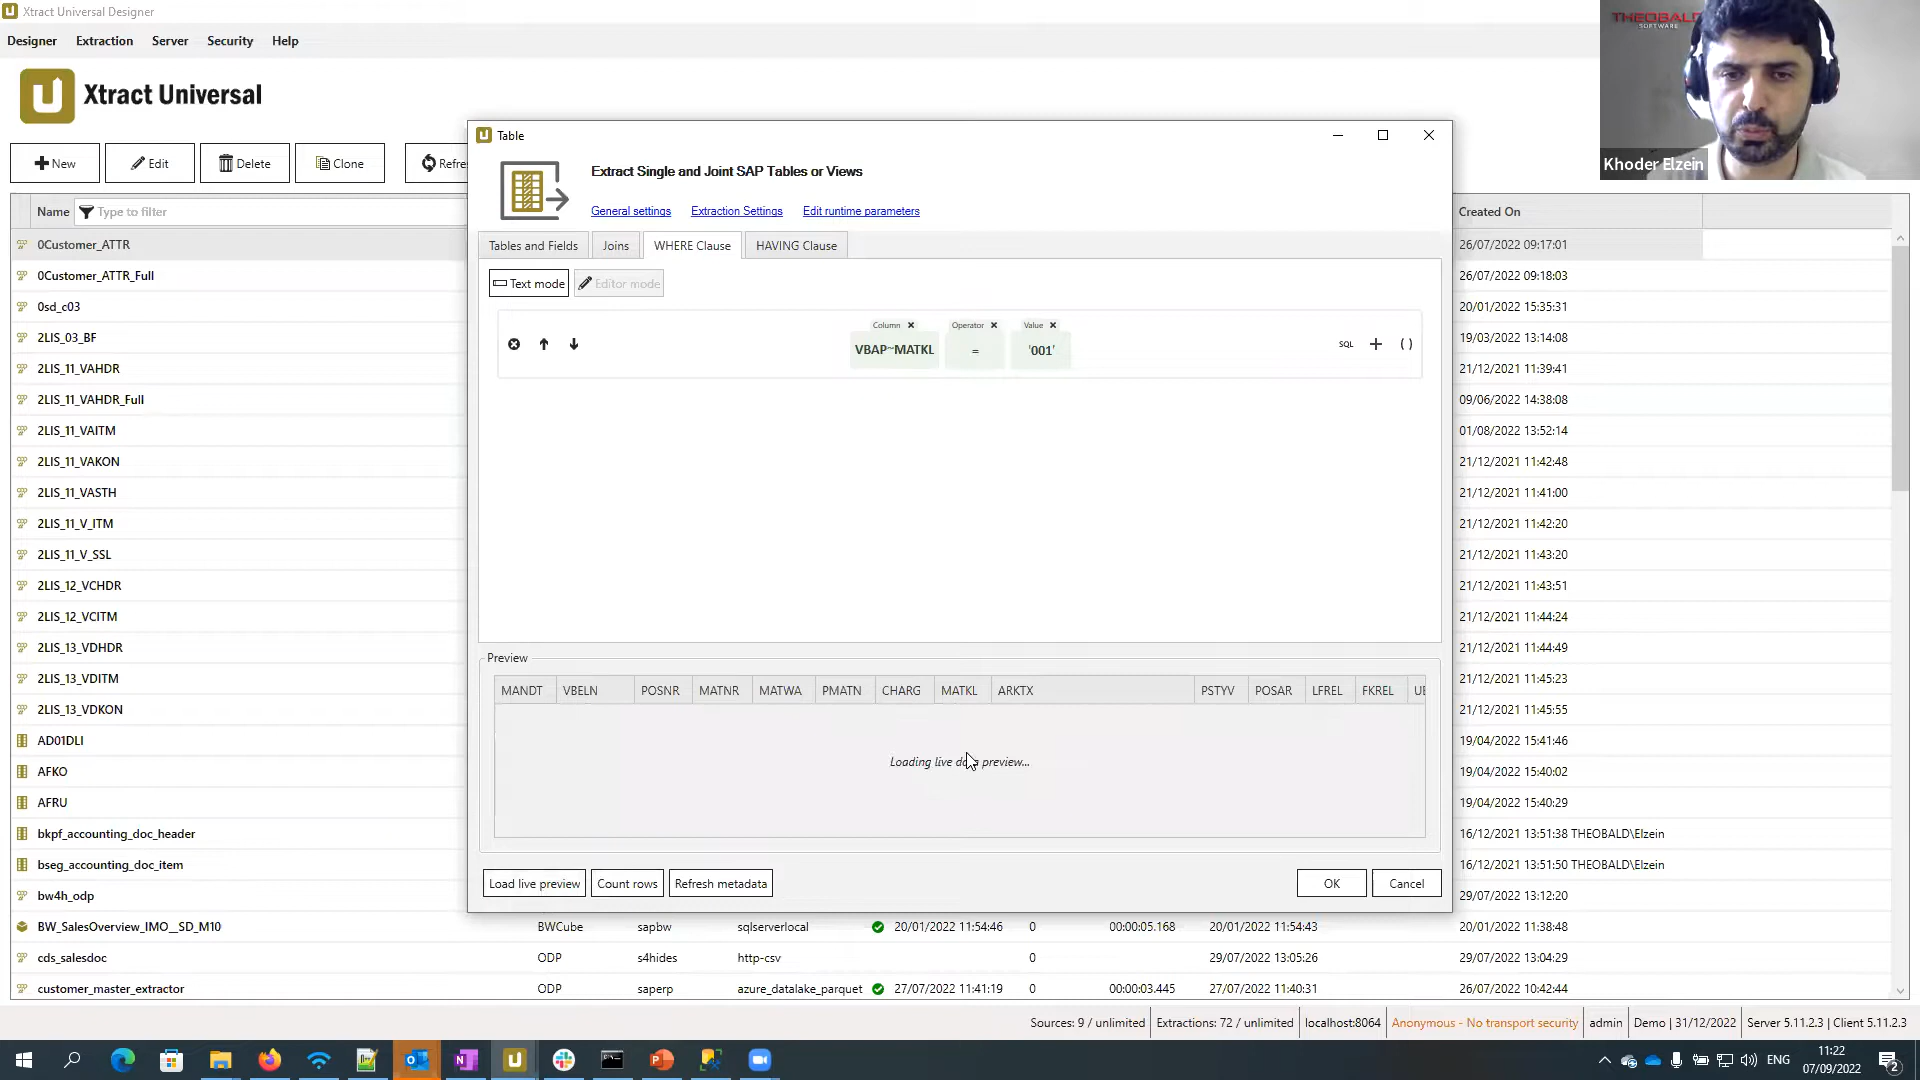 Xtract Universal Designer
Designer Extraction Server Security Help
Xtract Universal
New Edit Delete Clone Refre
Name Type to filter Created On
0Customer_ATTR 26/07/2022 09:17:01
0Customer_ATTR_Full 26/07/2022 09:18:03
0sd_c03 20/01/2022 15:35:31
2LIS_03_BF 19/03/2022 13:14:08
2LIS_11_VAHDR 21/12/2021 11:39:41
2LIS_11_VAHDR_Full 09/06/2022 14:38:08
2LIS_11_VAITM 01/08/2022 13:52:14
2LIS_11_VAKON 21/12/2021 11:42:48
2LIS_11_VASTH 21/12/2021 11:41:00
2LIS_11_V_ITM 21/12/2021 11:42:20
2LIS_11_V_SSL 21/12/2021 11:43:20
2LIS_12_VCHDR 21/12/2021 11:43:51
2LIS_12_VCITM 21/12/2021 11:44:24
2LIS_13_VDHDR 21/12/2021 11:44:49
2LIS_13_VDITM 21/12/2021 11:45:23
2LIS_13_VDKON 21/12/2021 11:45:55
AD01DLI 19/04/2022 15:41:46
AFKO 19/04/2022 15:40:02
AFRU 19/04/2022 15:40:29
bkpf_accounting_doc_header 16/12/2021 13:51:38 THEOBALD\Elzein
bseg_accounting_doc_item 16/12/2021 13:51:50 THEOBALD\Elzein
bw4h_odp 29/07/2022 13:12:20
BW_SalesOverview_IMO__SD_M10 BWCube sapbw sqlserverlocal 20/01/2022 11:54:46 0 00:00:05.168 20/01/2022 11:54:43 20/01/2022 11:38:48
cds_salesdoc ODP s4hides http-csv 0 29/07/2022 13:05:26 29/07/2022 13:04:29
customer_master_extractor ODP saperp azure_datalake_parquet 27/07/2022 11:41:19 0 00:00:03.445 27/07/2022 11:40:31 26/07/2022 10:42:44
Table
Extract Single and Joint SAP Tables or Views
General settings Extraction Settings Edit runtime parameters
Tables and Fields Joins WHERE Clause HAVING Clause
Text mode Editor mode
Column Operator Value
VBAP~MATKL = '001' SQL + ( )
Preview
MANDT VBELN POSNR MATNR MATWA PMATN CHARG MATKL ARKTX PSTYV POSAR LFREL FKREL UE
Loading live data preview...
Load live preview Count rows Refresh metadata OK Cancel
THEOBALD
SOFTWARE
Khoder Elzein
Sources: 9 / unlimited Extractions: 72 / unlimited localhost:8064 Anonymous - No transport security admin Demo | 31/12/2022 Server 5.11.2.3 | Client 5.11.2.3
ENG 11:22
07/09/2022 2